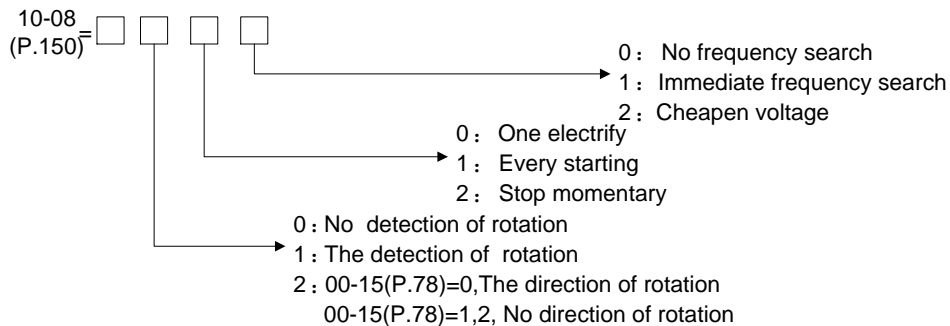 10-08
(P.150)=
0： No frequency search
1： Immediate frequency search
2： Cheapen voltage
0： One electrify
1： Every starting
2： Stop momentary
0：No detection of rotation
1：The detection of rotation
2：00-15(P.78)=0,The direction of rotation
00-15(P.78)=1,2, No direction of rotation